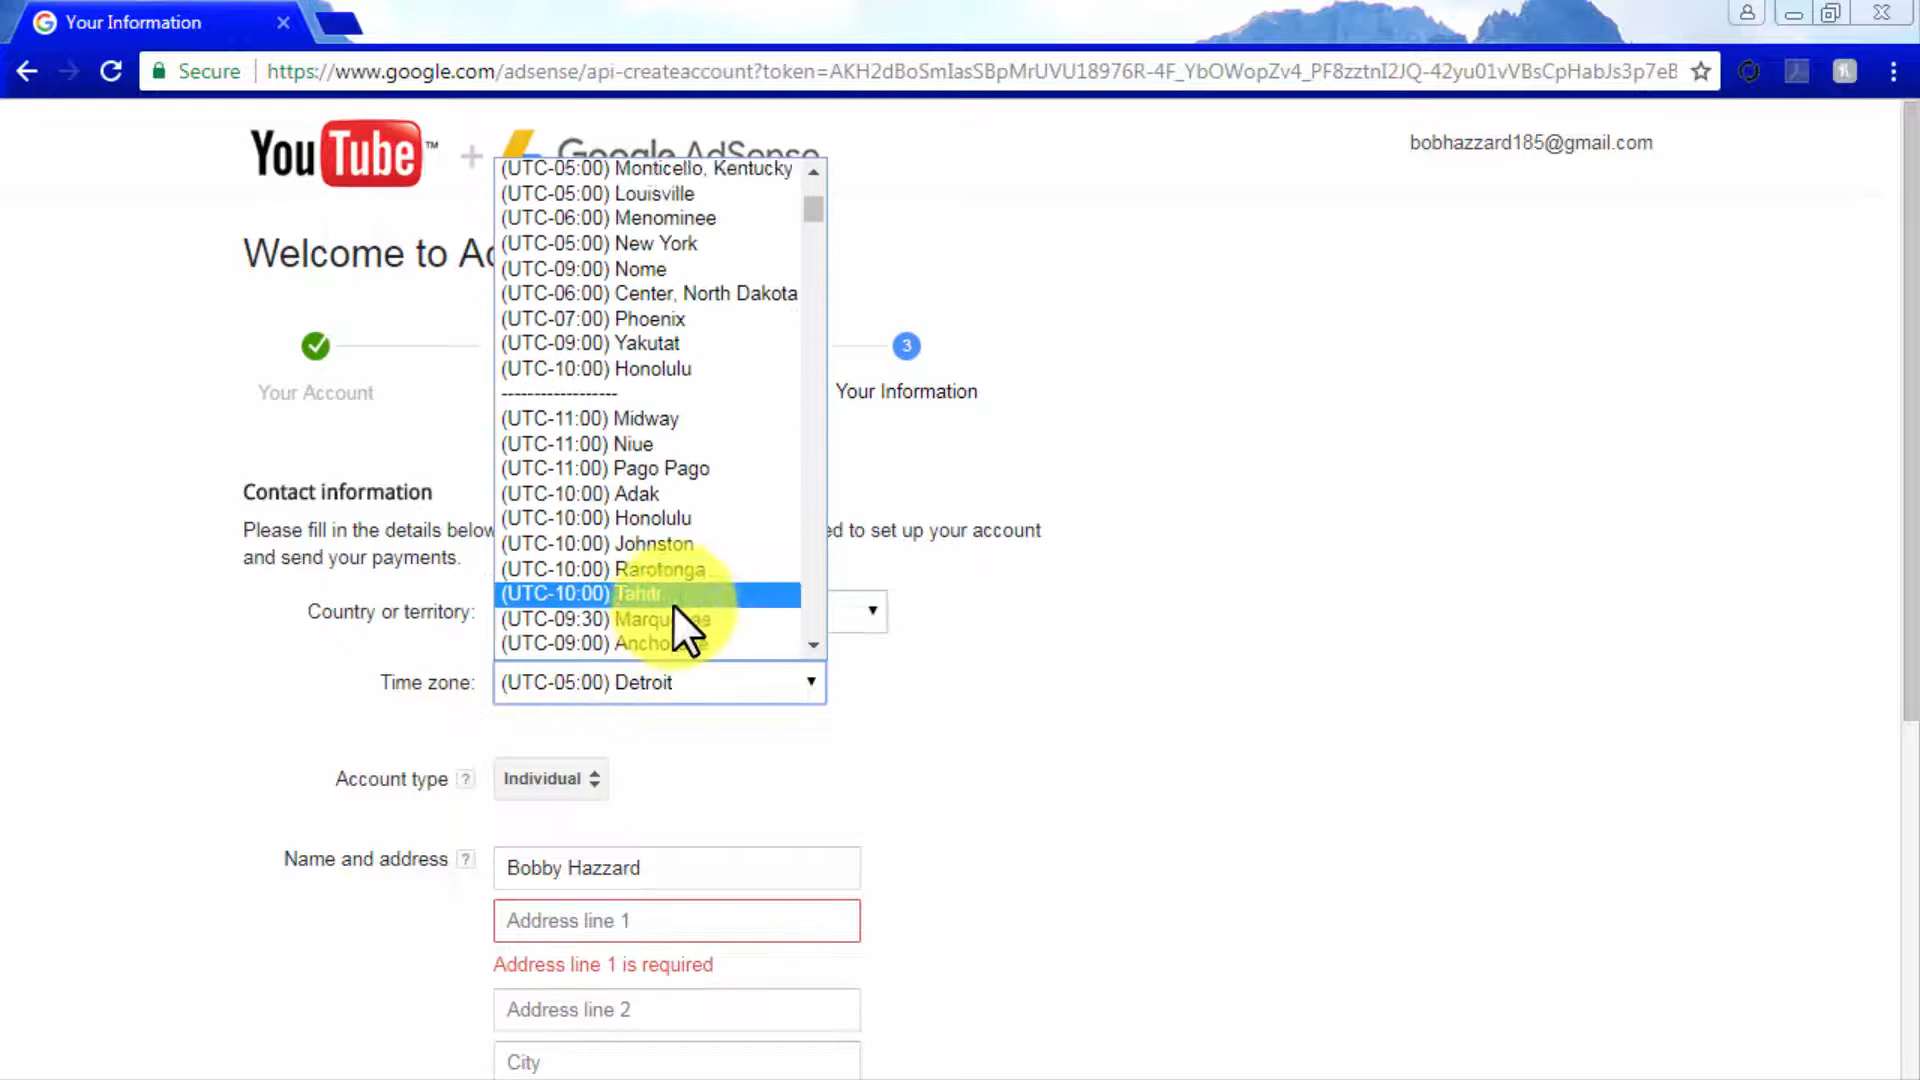 Your Information
Secure https://www.google.com/adsense/api-createaccount?token=AKH2dBoSmIasSBpMrUVU18976R-4F_YbOWopZv4_PF8zztnI2JQ-42yu01vVBsCpHabJs3p7eB
YouTube™ + Google AdSense
bobhazzard185@gmail.com
(UTC-05:00) Monticello, Kentucky
(UTC-05:00) Louisville
(UTC-06:00) Menominee
(UTC-05:00) New York
Welcome to Ad
(UTC-09:00) Nome
(UTC-06:00) Center, North Dakota
(UTC-07:00) Phoenix
(UTC-09:00) Yakutat
3
(UTC-10:00) Honolulu
Your Account
Your Information
------------------
(UTC-11:00) Midway
(UTC-11:00) Niue
(UTC-11:00) Pago Pago
Contact information
(UTC-10:00) Adak
(UTC-10:00) Honolulu
Please fill in the details below ed to set up your account
(UTC-10:00) Johnston
and send your payments.
(UTC-10:00) Rarotonga
(UTC-10:00) Tahiti
Country or territory:
(UTC-09:30)
(UTC-09:00)
Time zone: (UTC-05:00) Detroit
Account type ? Individual
Name and address ? Bobby Hazzard
Address line 1
Address line 1 is required
Address line 2
City